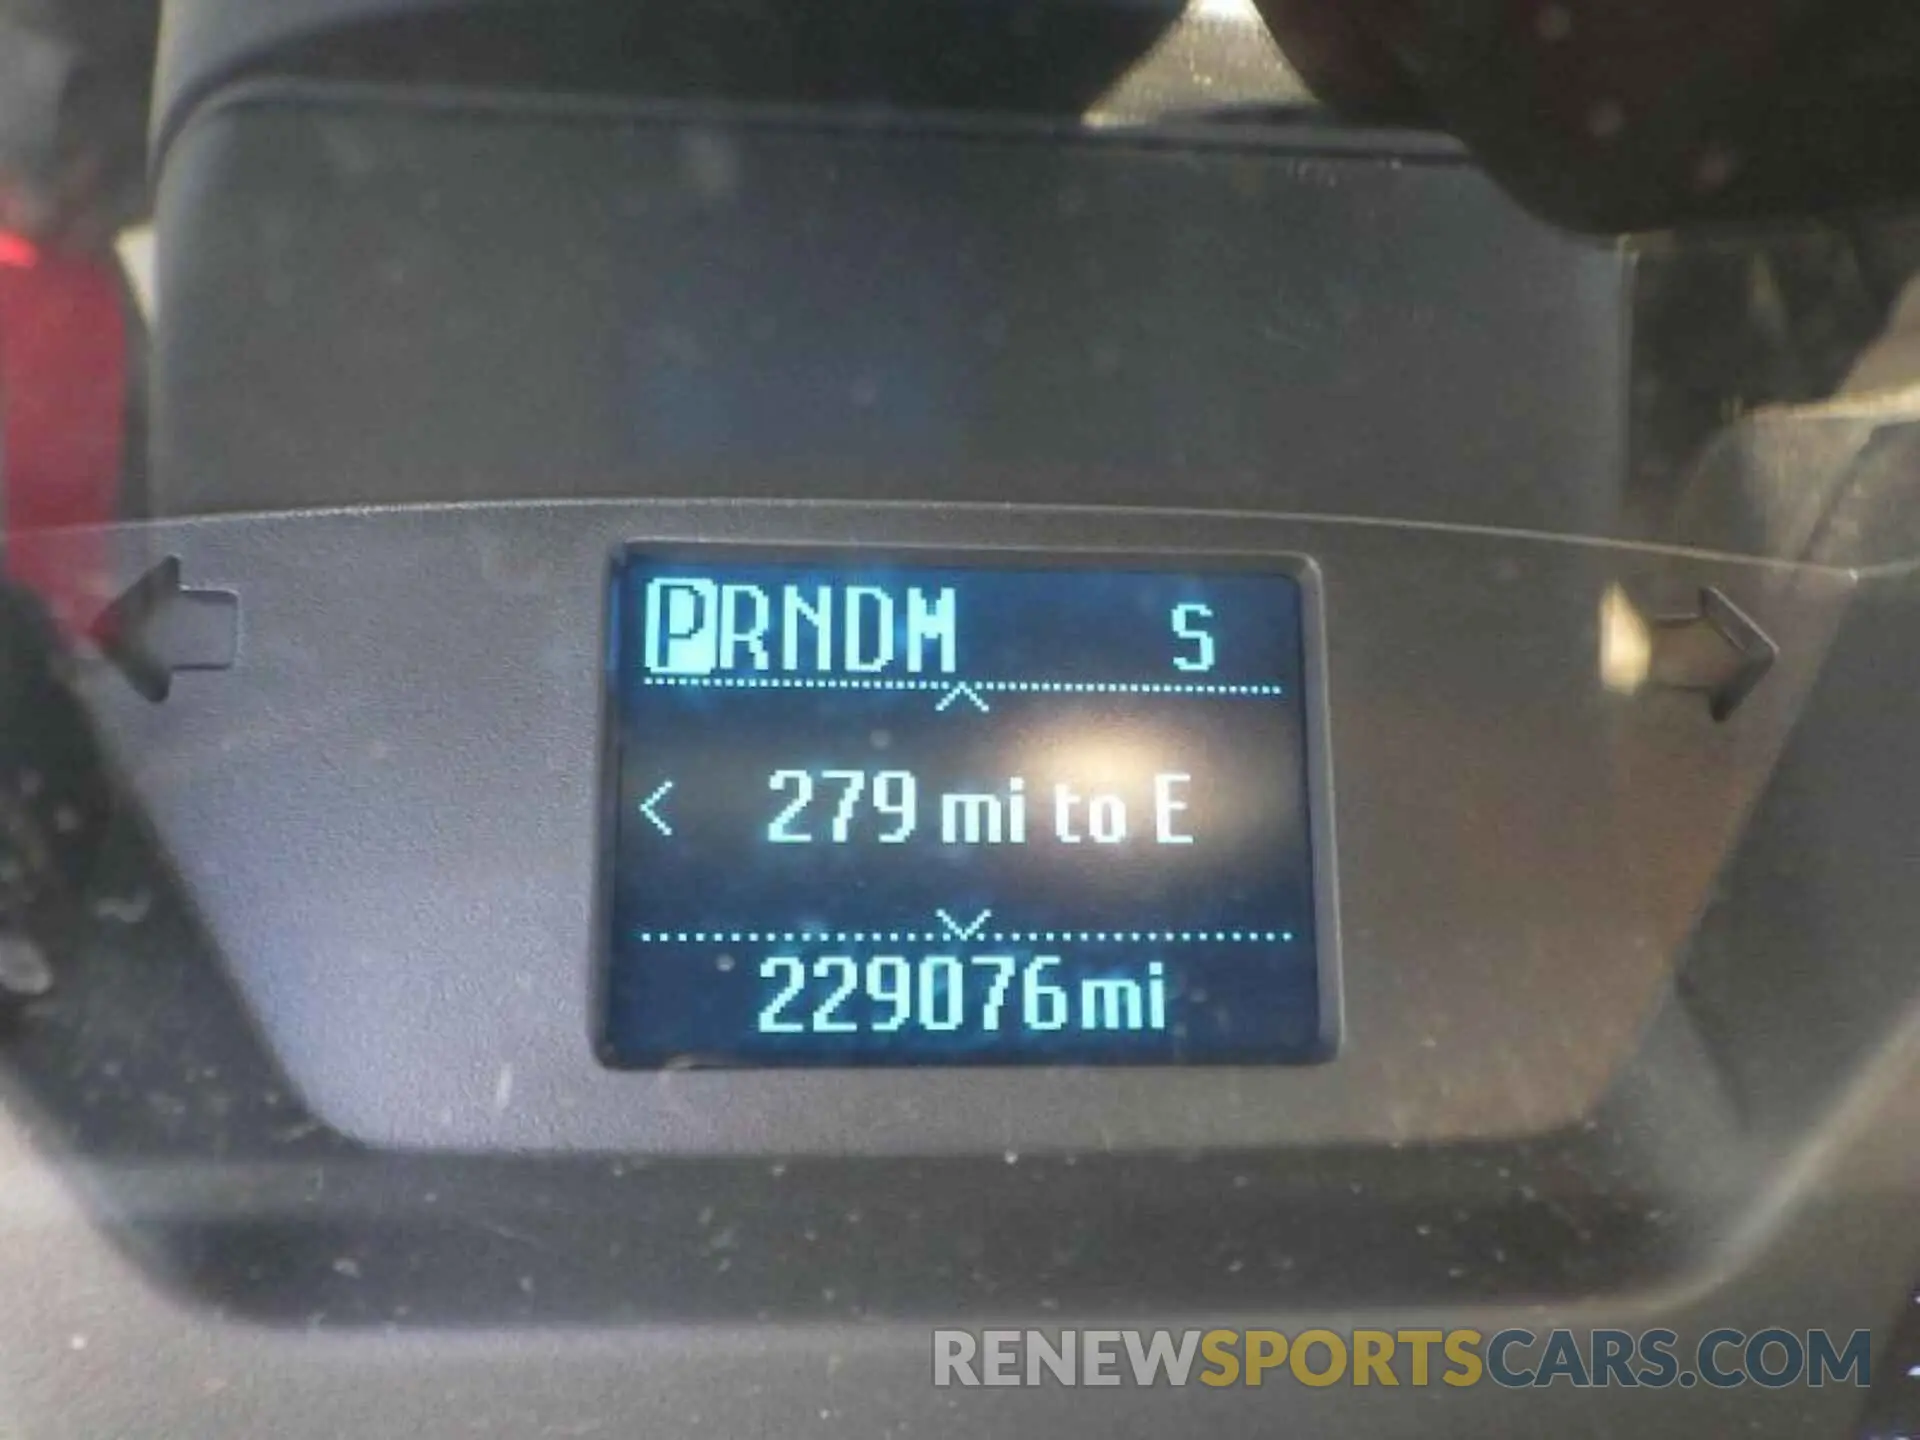 PRNDM S
279 mi to E
229076 mi
RENEWSPORTSCARS.COM